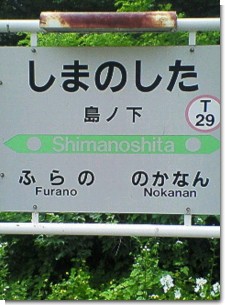 しまのした
島ノ下
T
29
Shimanoshita
ふらの のかなん
Furano Nokanan